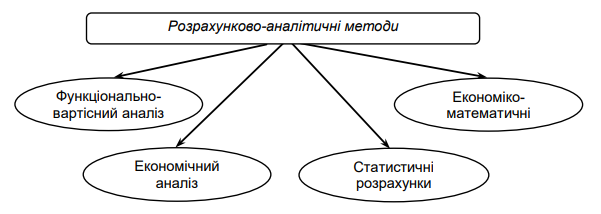 Розрахунково-аналітичні методи
Функціонально-
вартісний аналіз
Економіко-
математичні
Економічний
аналіз
Статистичні
розрахунки